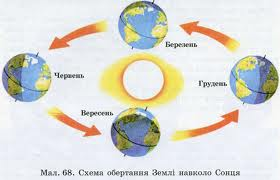 Березень
Червень
Грудень
Вересень
Мал. 68. Схема обертання Землі навколо Сонця